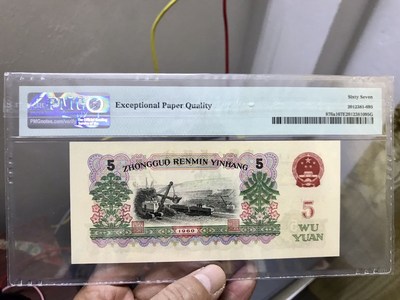 PMG
Exceptional Paper Quality
Sixty Seven
ZHONGGUO RENMIN YINHANG
5
5
5
WU
YUAN
1960